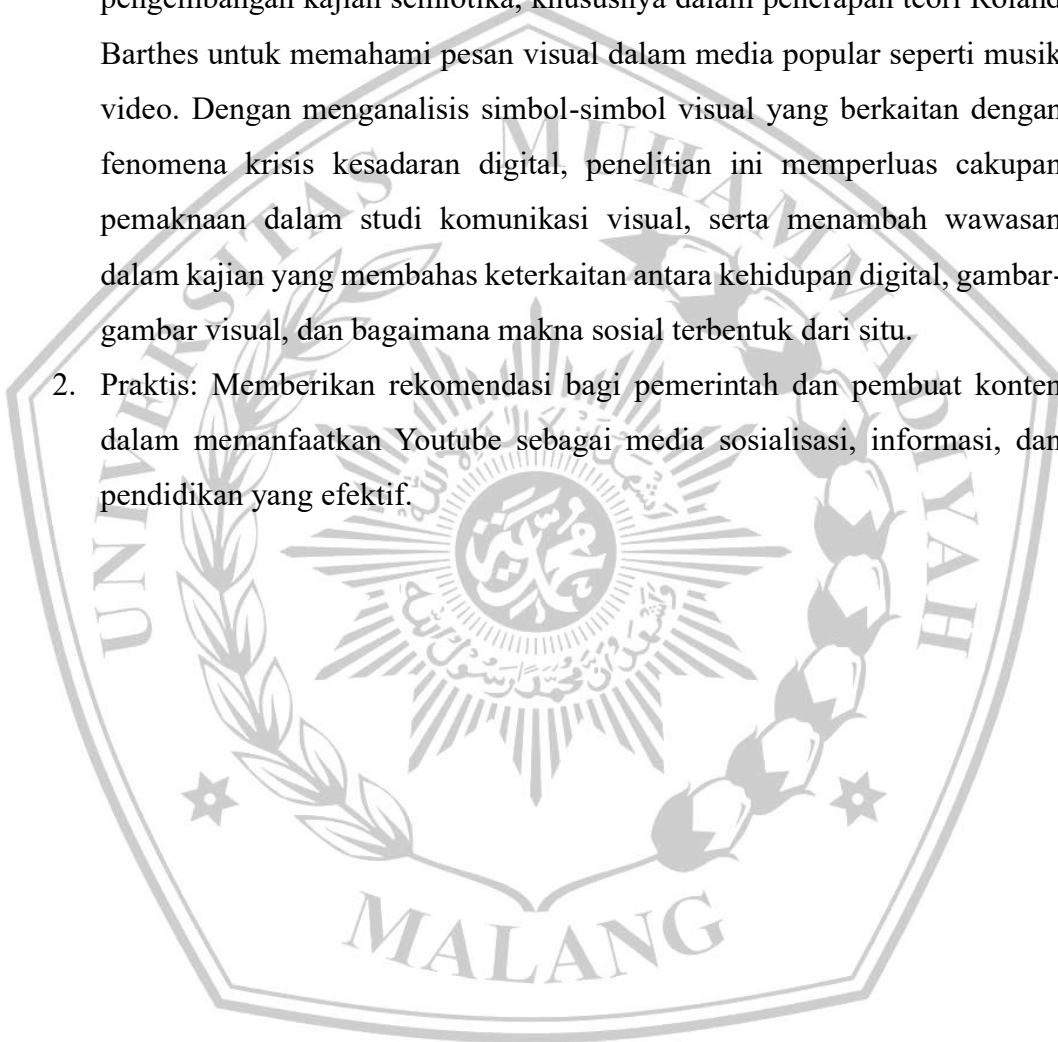 pengembangan kajian semiotika, khususnya dalam penerapan teori Roland
Barthes untuk memahami pesan visual dalam media popular seperti musik
video. Dengan menganalisis simbol-simbol visual yang berkaitan dengan
fenomena krisis kesadaran digital, penelitian ini memperluas cakupan
pemaknaan dalam studi komunikasi visual, serta menambah wawasan
dalam kajian yang membahas keterkaitan antara kehidupan digital, gambar-
gambar visual, dan bagaimana makna sosial terbentuk dari situ.
2. Praktis: Memberikan rekomendasi bagi pemerintah dan pembuat konten
dalam memanfaatkan Youtube sebagai media sosialisasi, informasi, dan
pendidikan yang efektif.
UNIVERSITAS MUHAMMADIYAH
MALANG